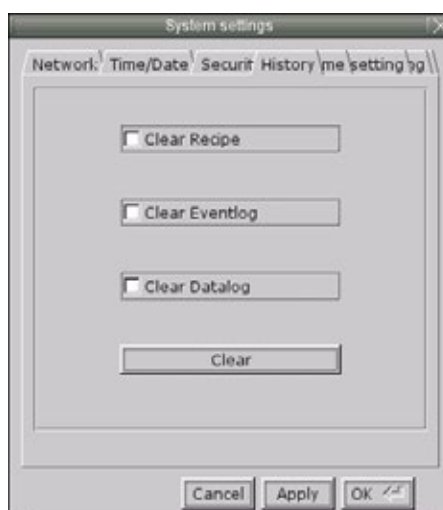 System settings
Network Time/Date Securit History me setting og
Clear Recipe
Clear Eventlog
Clear Datalog
Clear
Cancel Apply OK